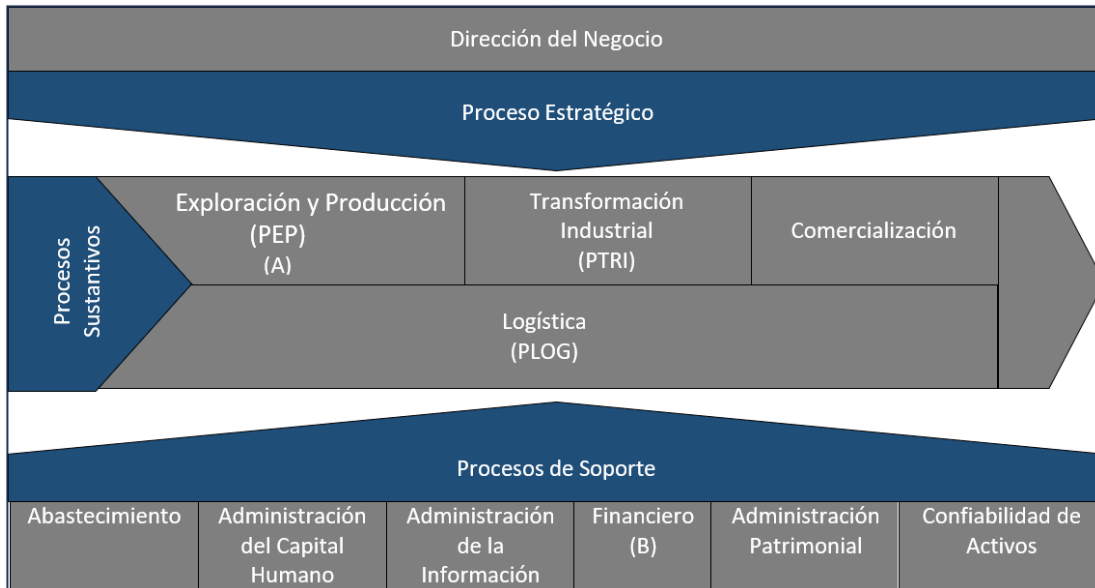 Dirección del Negocio
Proceso Estratégico
Procesos
Sustantivos
Exploración y Producción
(PEP)
(A)
Transformación
Industrial
(PTRI)
Comercialización
Logística
(PLOG)
Procesos de Soporte
Abastecimiento
Administración
del Capital
Humano
Administración
de la
Información
Financiero
(B)
Administración
Patrimonial
Confiabilidad de
Activos